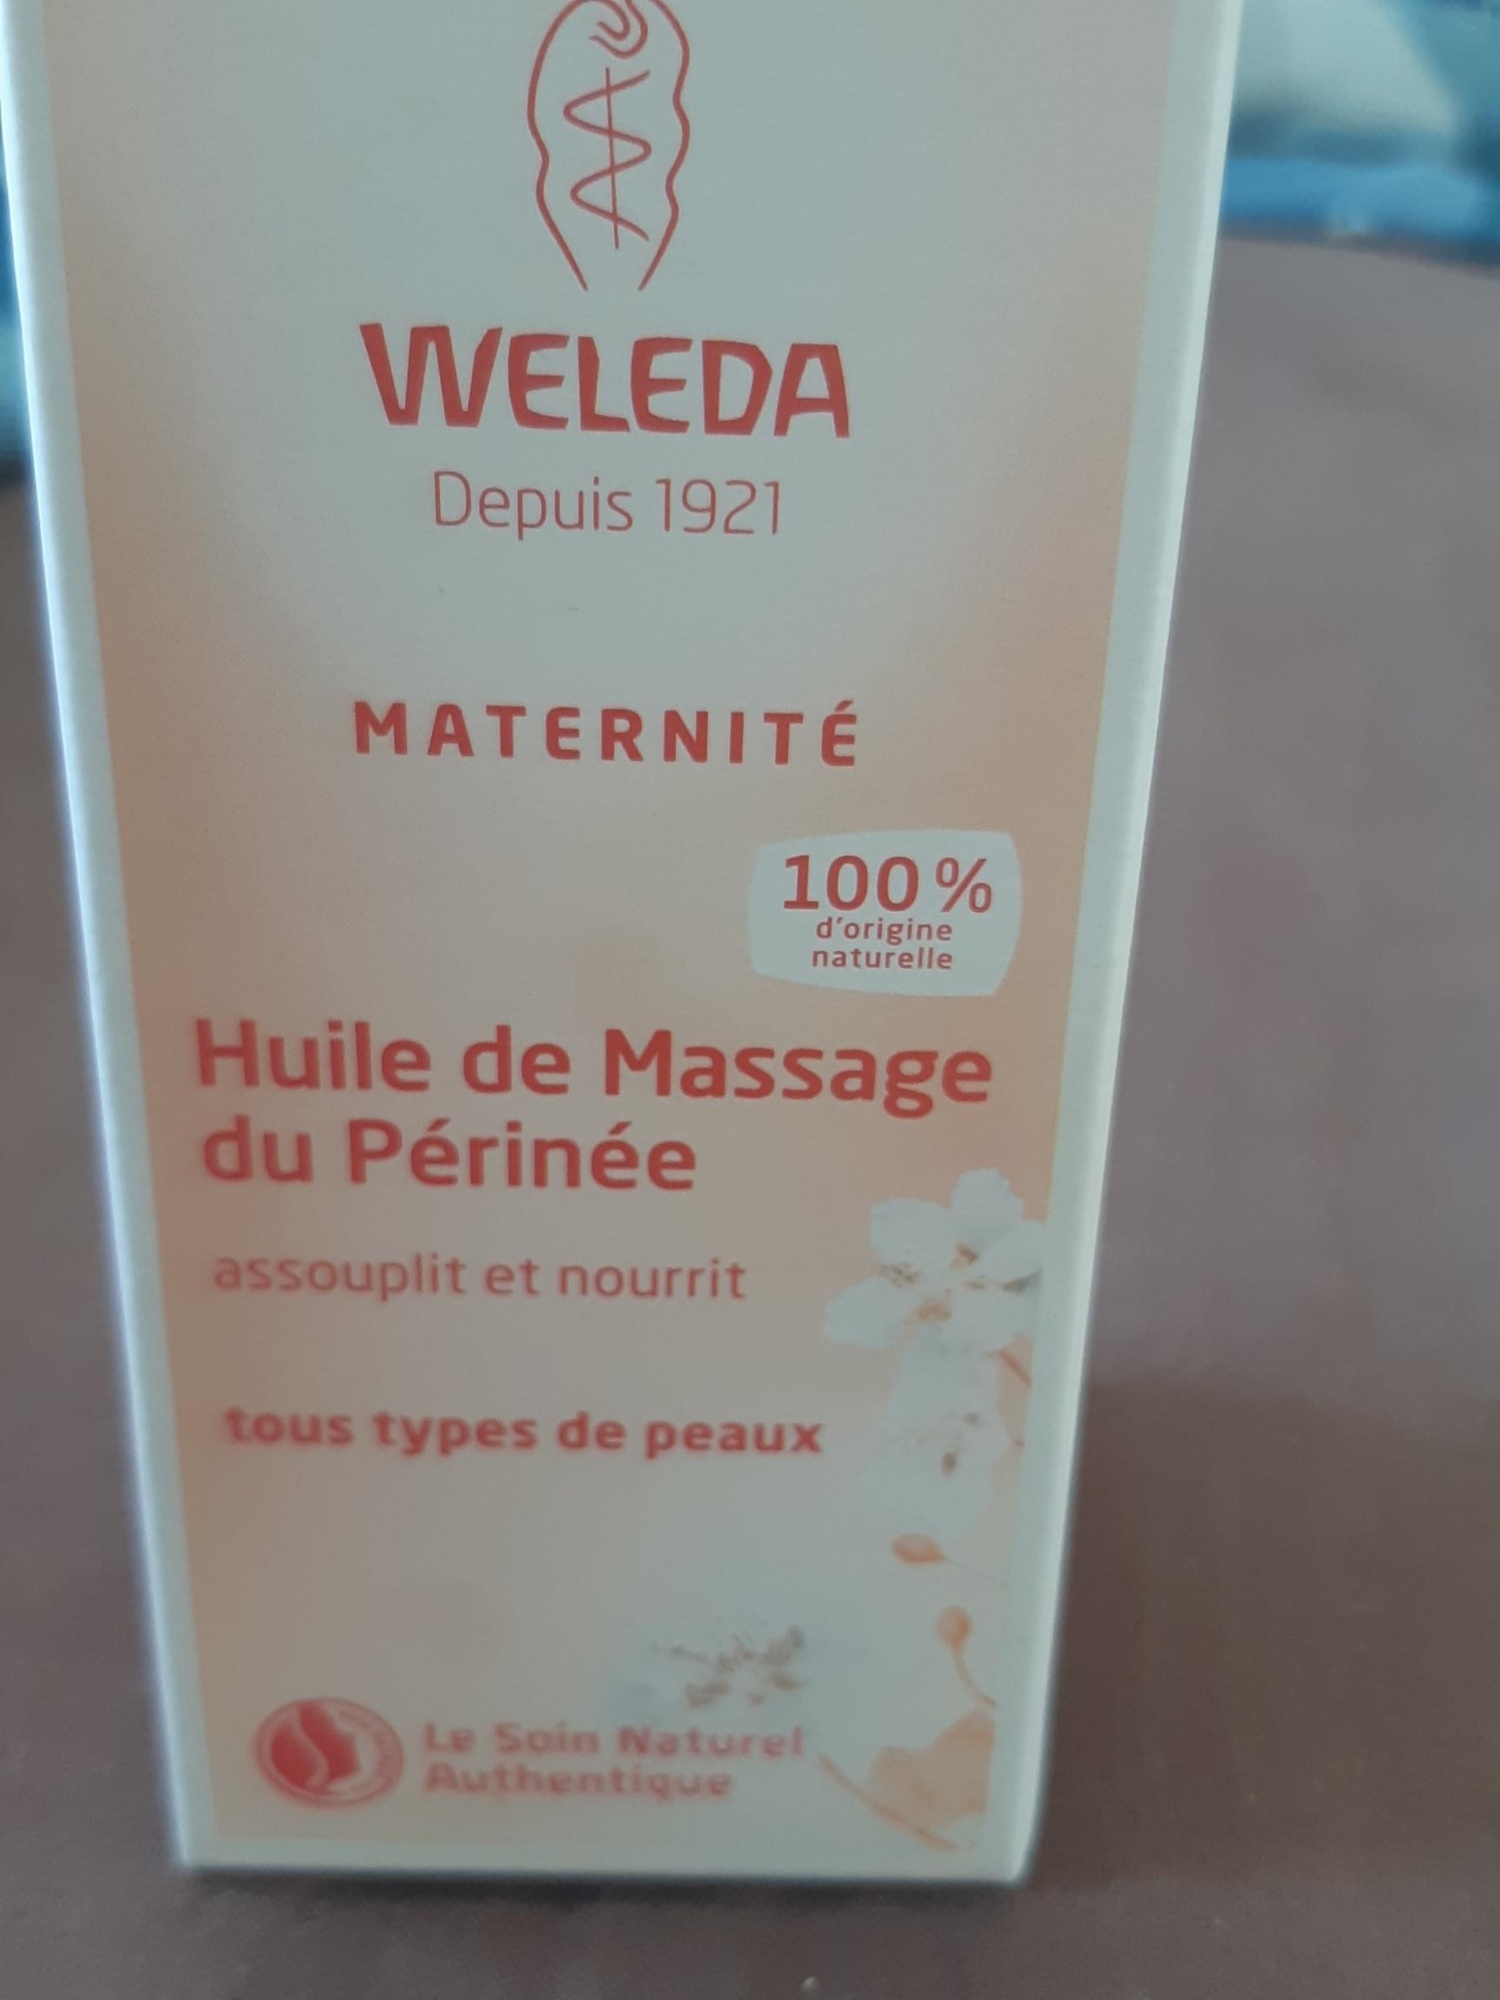 WELEDA
Depuis 1921
MATERNITÉ
100 %
d'origine
naturelle
Huile de Massage
du Périnée
assouplit et nourrit
tous types de peaux
Le Soin Naturel
Authentique